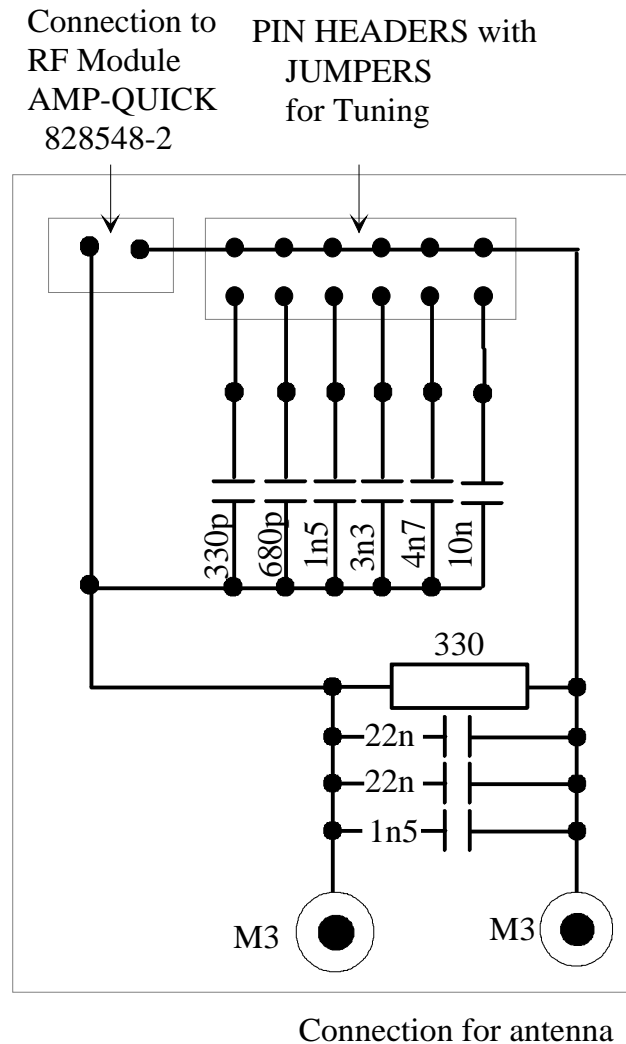 Connection to
RF Module
AMP-QUICK
828548-2
PIN HEADERS with
JUMPERS
for Tuning
330p
680p
1n5
3n3
4n7
10n
330
22n
22n
1n5
M3
M3
Connection for antenna